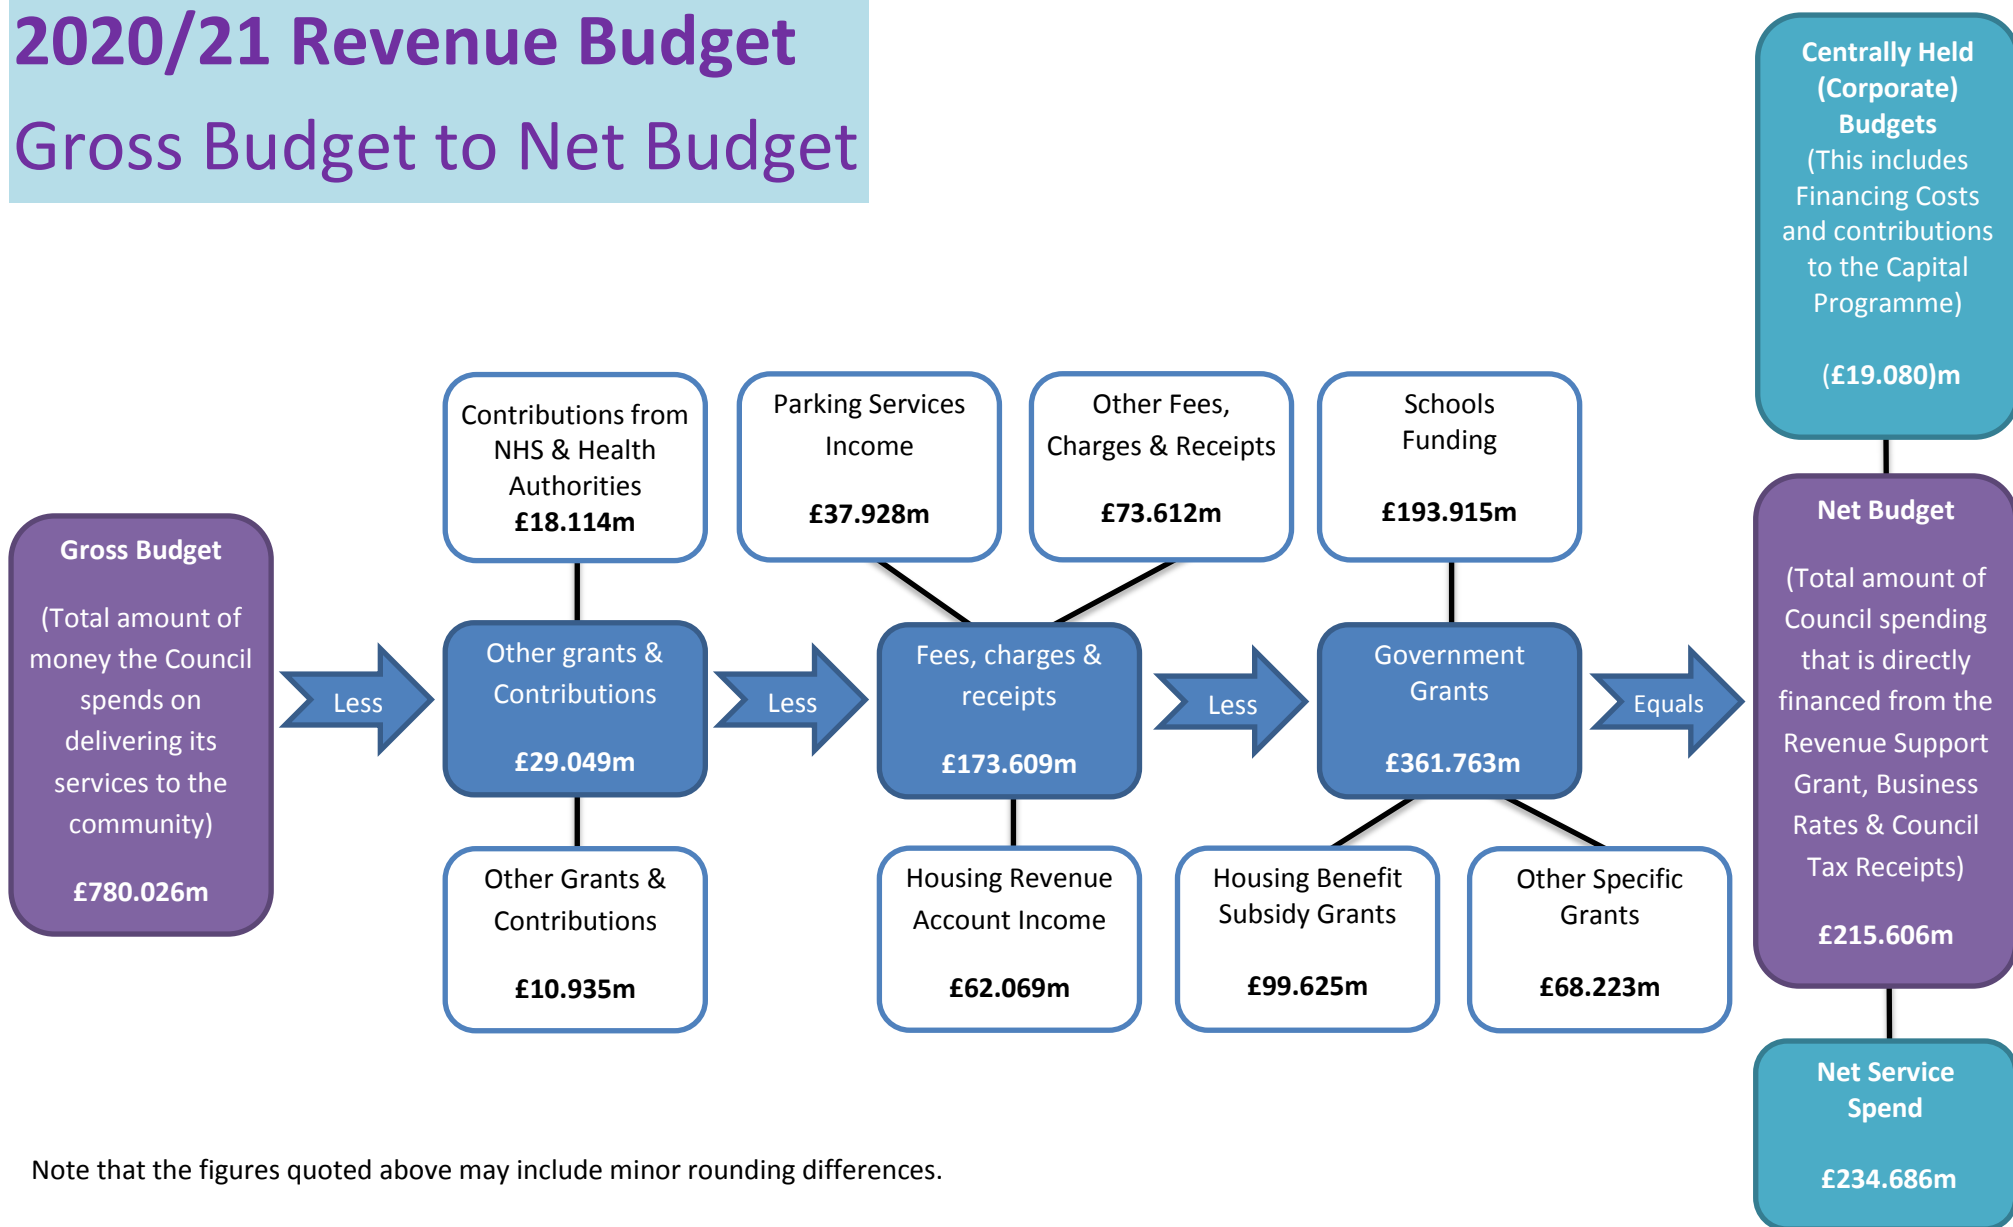 2020/21 Revenue Budget
Gross Budget to Net Budget
Centrally Held
(Corporate)
Budgets
(This includes
Financing Costs
and contributions
to the Capital
Programme)
(£19.080)m
Contributions from
NHS & Health
Authorities
£18.114m
Parking Services
Income
£37.928m
Other Fees,
Charges & Receipts
£73.612m
Schools
Funding
£193.915m
Gross Budget
(Total amount of
money the Council
spends on
delivering its
services to the
community)
£780.026m
Less
Other grants &
Contributions
£29.049m
Less
Fees, charges &
receipts
£173.609m
Less
Government
Grants
£361.763m
Equals
Net Budget
(Total amount of
Council spending
that is directly
financed from the
Revenue Support
Grant, Business
Rates & Council
Tax Receipts)
£215.606m
Other Grants &
Contributions
£10.935m
Housing Revenue
Account Income
£62.069m
Housing Benefit
Subsidy Grants
£99.625m
Other Specific
Grants
£68.223m
Net Service
Spend
£234.686m
Note that the figures quoted above may include minor rounding differences.